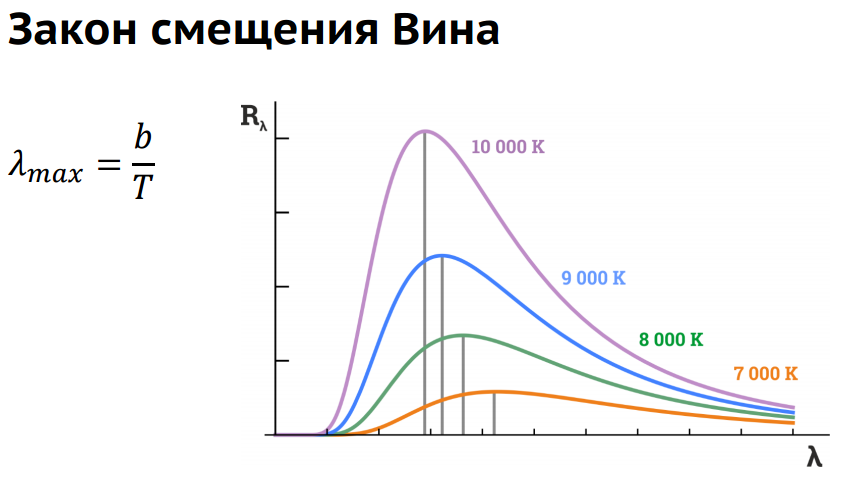 Закон смещения Вина
λmax = b/T
Rλ
10 000 K
9 000 K
8 000 K
7 000 K
λ